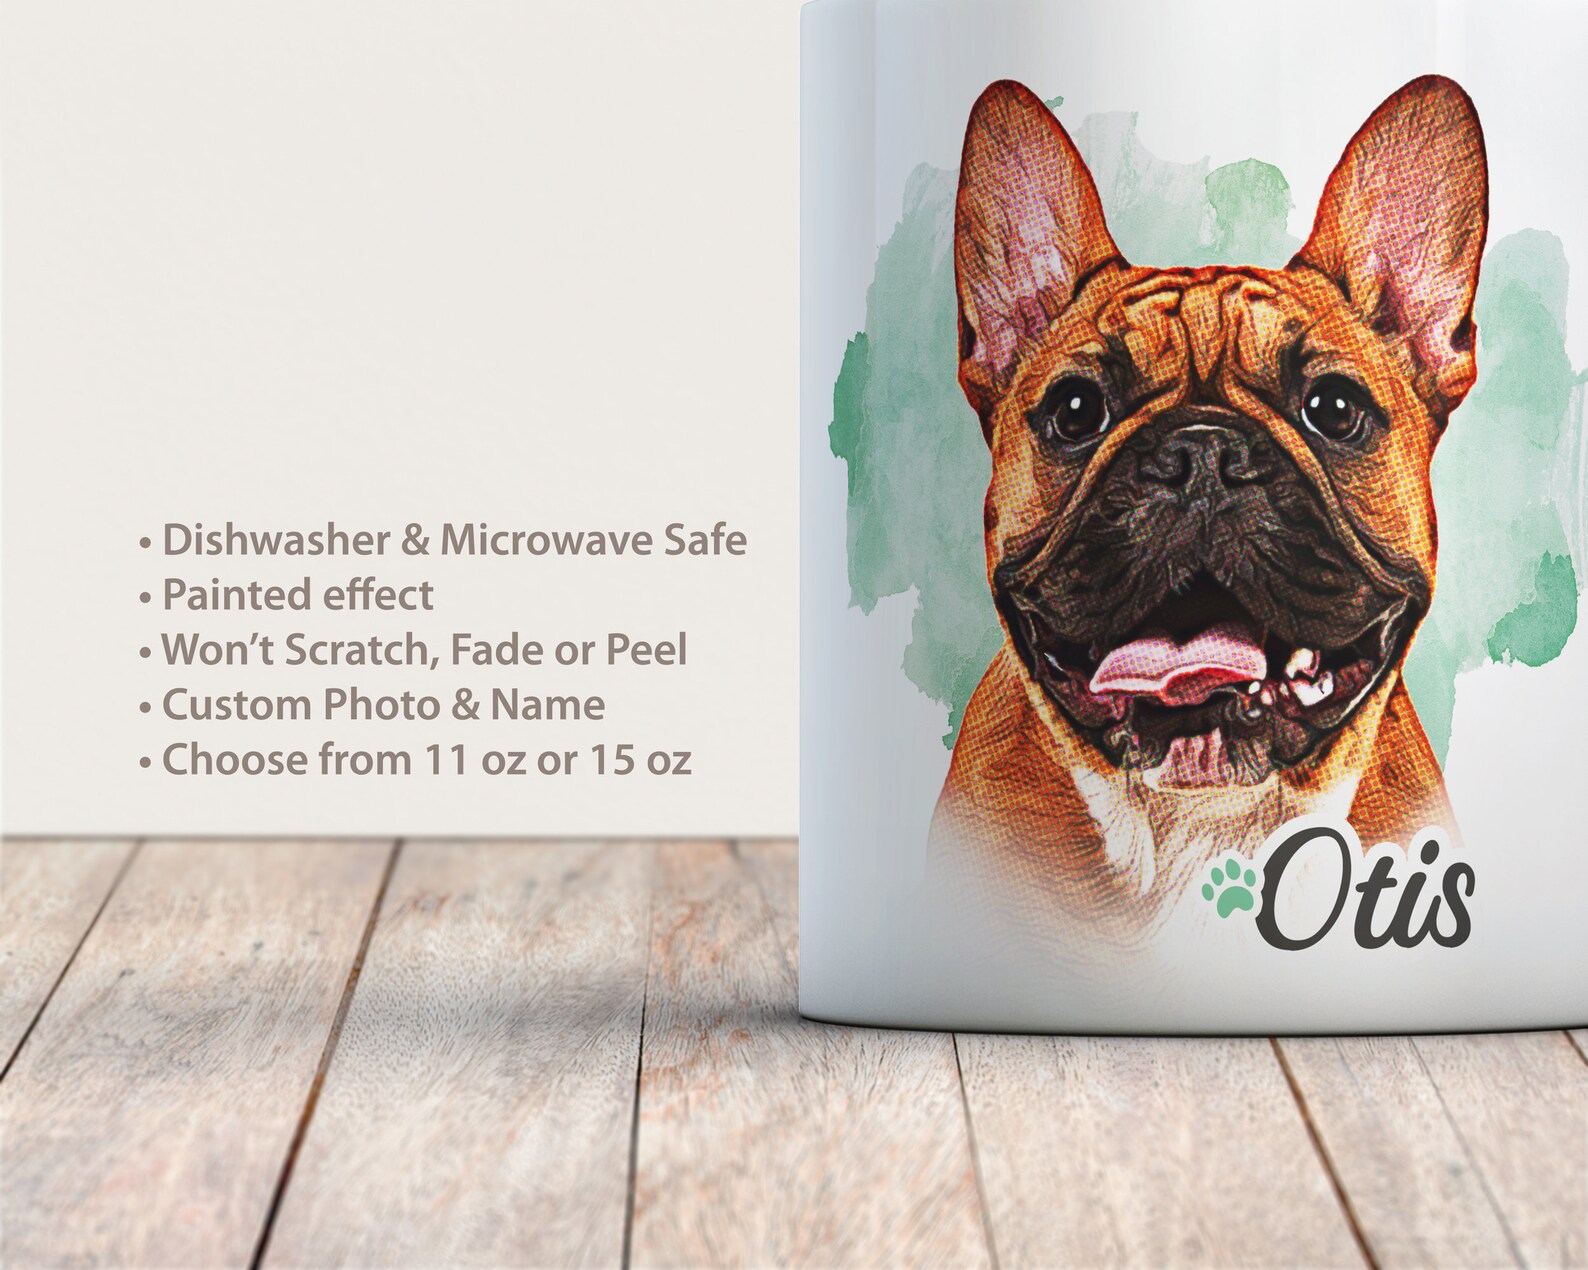 • Dishwasher & Microwave Safe
• Painted effect
• Won’t Scratch, Fade or Peel
• Custom Photo & Name
• Choose from 11 oz or 15 oz
Otis